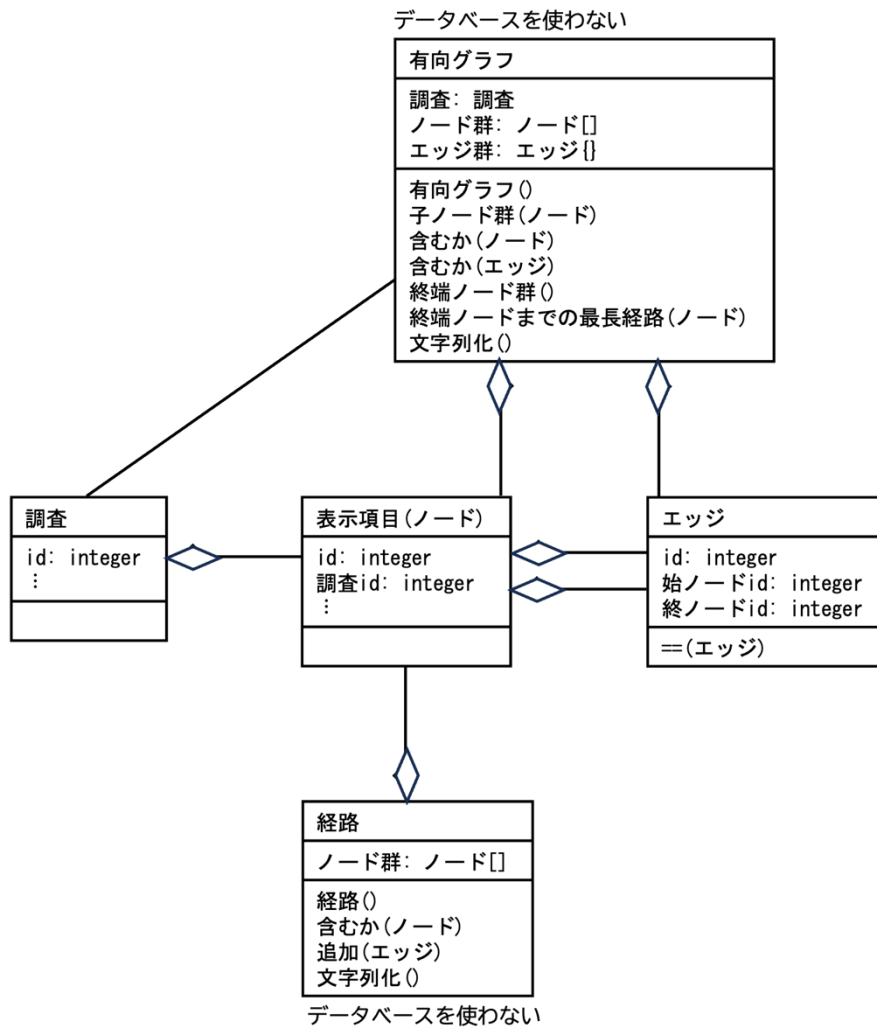 データベースを使わない
有向グラフ
調査: 調査
ノード群: ノード[]
エッジ群: エッジ{}
有向グラフ()
子ノード群(ノード)
含むか(ノード)
含むか(エッジ)
終端ノード群()
終端ノードまでの最長経路(ノード)
文字列化()
調査
id: integer
⋮
表示項目(ノード)
id: integer
調査id: integer
⋮
エッジ
id: integer
始ノードid: integer
終ノードid: integer
==(エッジ)
経路
ノード群: ノード[]
経路()
含むか(ノード)
追加(エッジ)
文字列化()
データベースを使わない